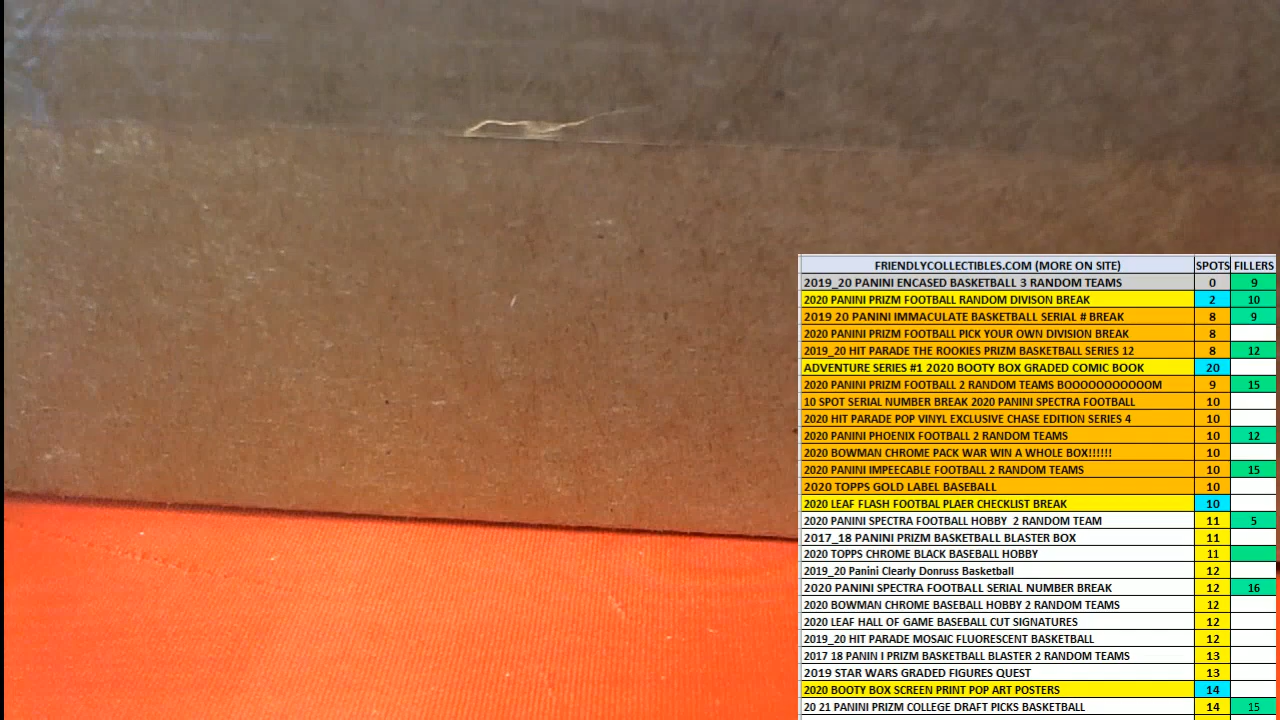 FRIENDLYCOLLECTIBLES.COM (MORE ON SITE) SPOTS FILLERS
2019_20 PANINI ENCASED BASKETBALL 3 RANDOM TEAMS 0 9
2020 PANINI PRIZM FOOTBALL RANDOM DIVISON BREAK 2 10
2019 20 PANINI IMMACULATE BASKETBALL SERIAL # BREAK 8 9
2020 PANINI PRIZM FOOTBALL PICK YOUR OWN DIVISION BREAK 8
2019_20 HIT PARADE THE ROOKIES PRIZM BASKETBALL SERIES 12 8 12
ADVENTURE SERIES #1 2020 BOOTY BOX GRADED COMIC BOOK 20
2020 PANINI PRIZM FOOTBALL 2 RANDOM TEAMS BOOOOOOOOOOM 9 15
10 SPOT SERIAL NUMBER BREAK 2020 PANINI SPECTRA FOOTBALL 10
2020 HIT PARADE POP VINYL EXCLUSIVE CHASE EDITION SERIES 4 10
2020 PANINI PHOENIX FOOTBALL 2 RANDOM TEAMS 10 12
2020 BOWMAN CHROME PACK WAR WIN A WHOLE BOX!!!!!! 10
2020 PANINI IMPEECABLE FOOTBALL 2 RANDOM TEAMS 10 15
2020 TOPPS GOLD LABEL BASEBALL 10
2020 LEAF FLASH FOOTBAL PLAER CHECKLIST BREAK 10
2020 PANINI SPECTRA FOOTBALL HOBBY 2 RANDOM TEAM 11 5
2017_18 PANINI PRIZM BASKETBALL BLASTER BOX 11
2020 TOPPS CHROME BLACK BASEBALL HOBBY 11
2019_20 Panini Clearly Donruss Basketball 12
2020 PANINI SPECTRA FOOTBALL SERIAL NUMBER BREAK 12 16
2020 BOWMAN CHROME BASEBALL HOBBY 2 RANDOM TEAMS 12
2020 LEAF HALL OF GAME BASEBALL CUT SIGNATURES 12
2019_20 HIT PARADE MOSAIC FLUORESCENT BASKETBALL 12
2017 18 PANIN I PRIZM BASKETBALL BLASTER 2 RANDOM TEAMS 13
2019 STAR WARS GRADED FIGURES QUEST 13
2020 BOOTY BOX SCREEN PRINT POP ART POSTERS 14
20 21 PANINI PRIZM COLLEGE DRAFT PICKS BASKETBALL 14 15